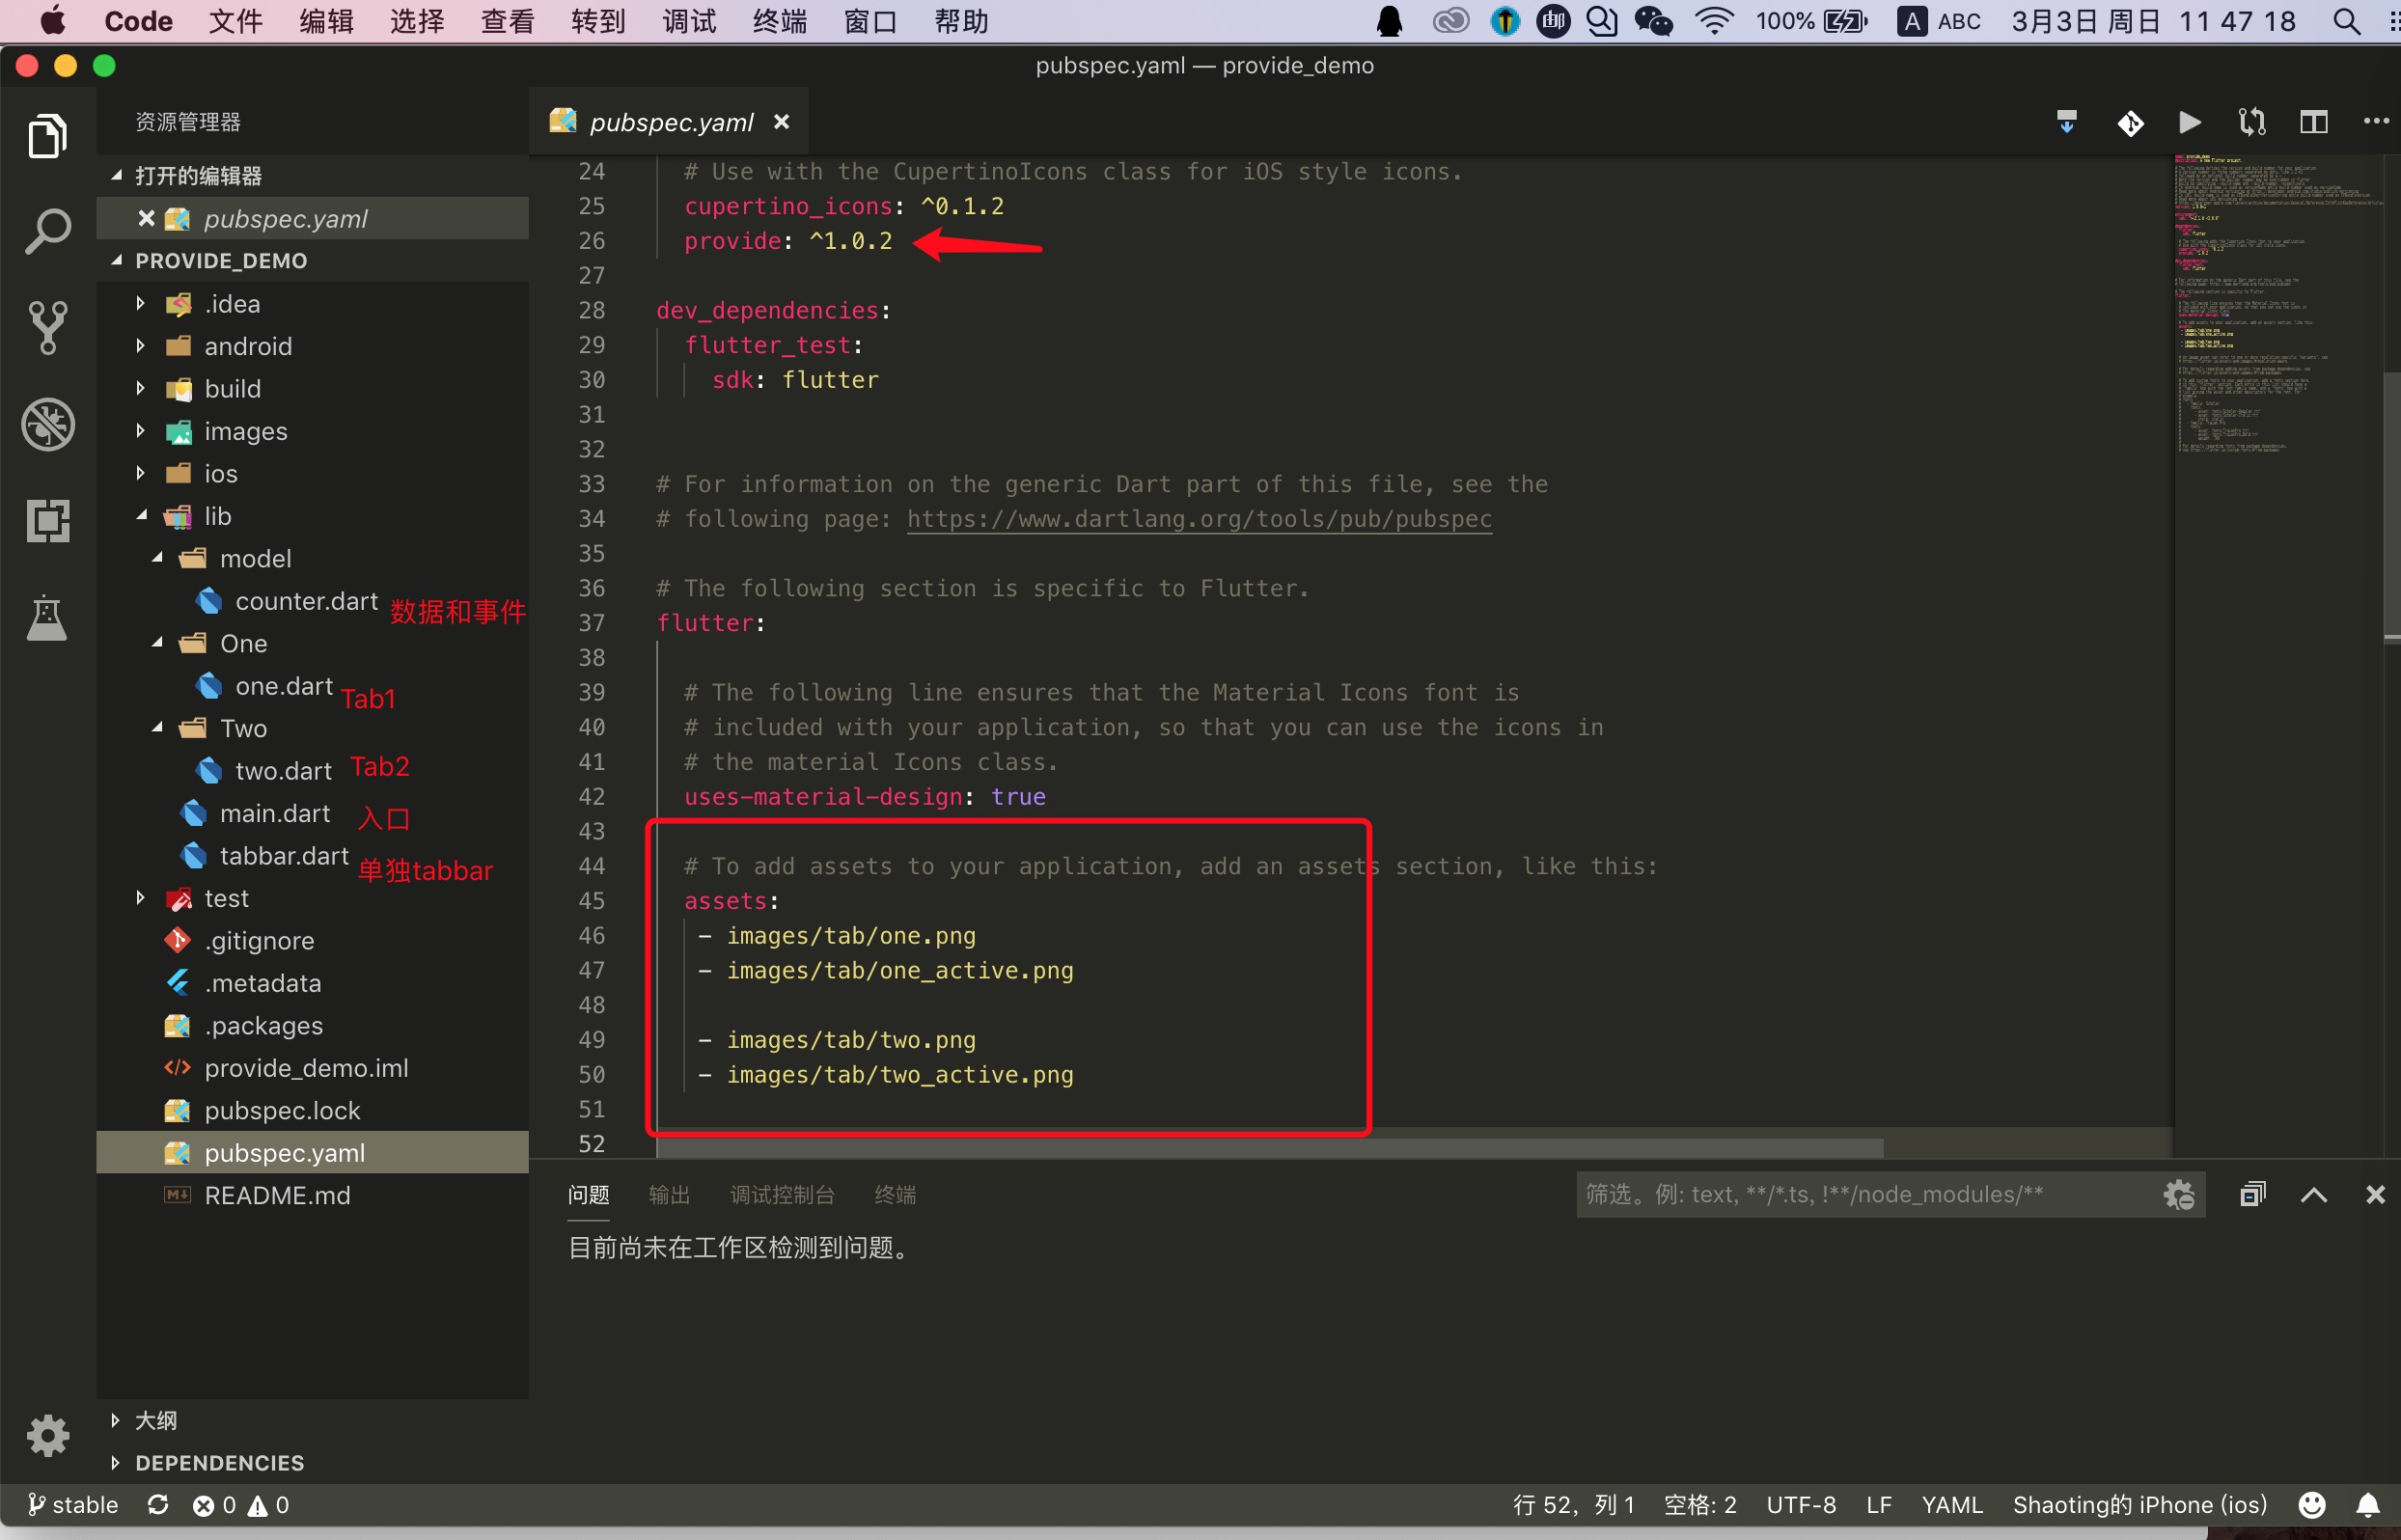 Code 文件 编辑 选择 查看 转到 调试 终端 窗口 帮助 100% A ABC 3月3日 周日 11 47 18
pubspec.yaml — provide_demo
资源管理器
打开的编辑器
pubspec.yaml
PROVIDE_DEMO
.idea
android
build
images
ios
lib
model
counter.dart 数据和事件
One
one.dart Tab1
Two
two.dart Tab2
main.dart 入口
tabbar.dart 单独tabbar
test
.gitignore
.metadata
.packages
provide_demo.iml
pubspec.lock
pubspec.yaml
README.md
大纲
DEPENDENCIES
pubspec.yaml
24 # Use with the CupertinoIcons class for iOS style icons.
25 cupertino_icons: ^0.1.2
26 provide: ^1.0.2
27
28 dev_dependencies:
29 flutter_test:
30 sdk: flutter
31
32
33 # For information on the generic Dart part of this file, see the
34 # following page: https://www.dartlang.org/tools/pub/pubspec
35
36 # The following section is specific to Flutter.
37 flutter:
38
39 # The following line ensures that the Material Icons font is
40 # included with your application, so that you can use the icons in
41 # the material Icons class.
42 uses-material-design: true
43
44 # To add assets to your application, add an assets section, like this:
45 assets:
46 - images/tab/one.png
47 - images/tab/one_active.png
48
49 - images/tab/two.png
50 - images/tab/two_active.png
51
52
问题 输出 调试控制台 终端 筛选。例: text, **/*.ts, !**/node_modules/**
目前尚未在工作区检测到问题。
stable 0 0 行 52，列 1 空格: 2 UTF-8 LF YAML Shaoting的 iPhone (ios)